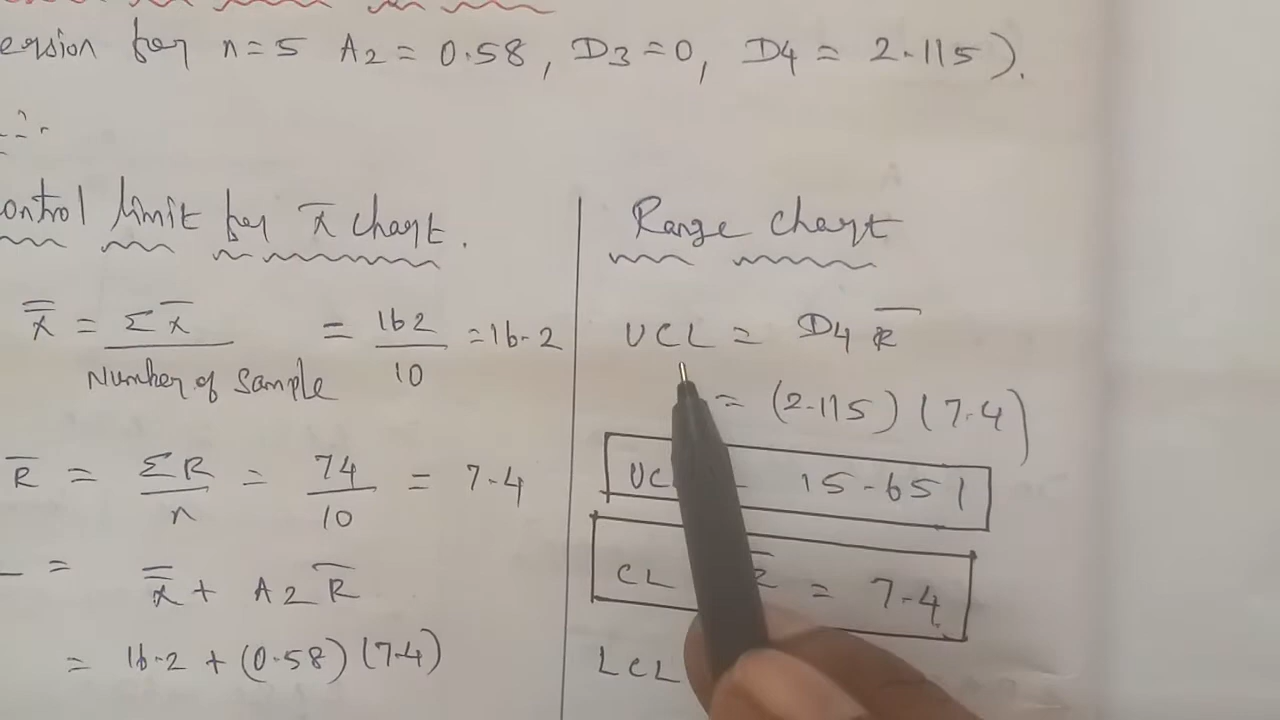 ersion for n=5 A2 = 0.58, D3=0, D4 = 2.115).
ontrol limit for x̄ chart.
x̿ = Σx̄ / Number of Sample = 162 / 10 = 16.2
R̄ = ΣR / n = 74 / 10 = 7.4
= x̿ + A2 R̄
= 16.2 + (0.58) (7.4)
Range chart
UCL = D4 R̄
= (2.115) (7.4)
UC 15.651
CL = 7.4
LCL